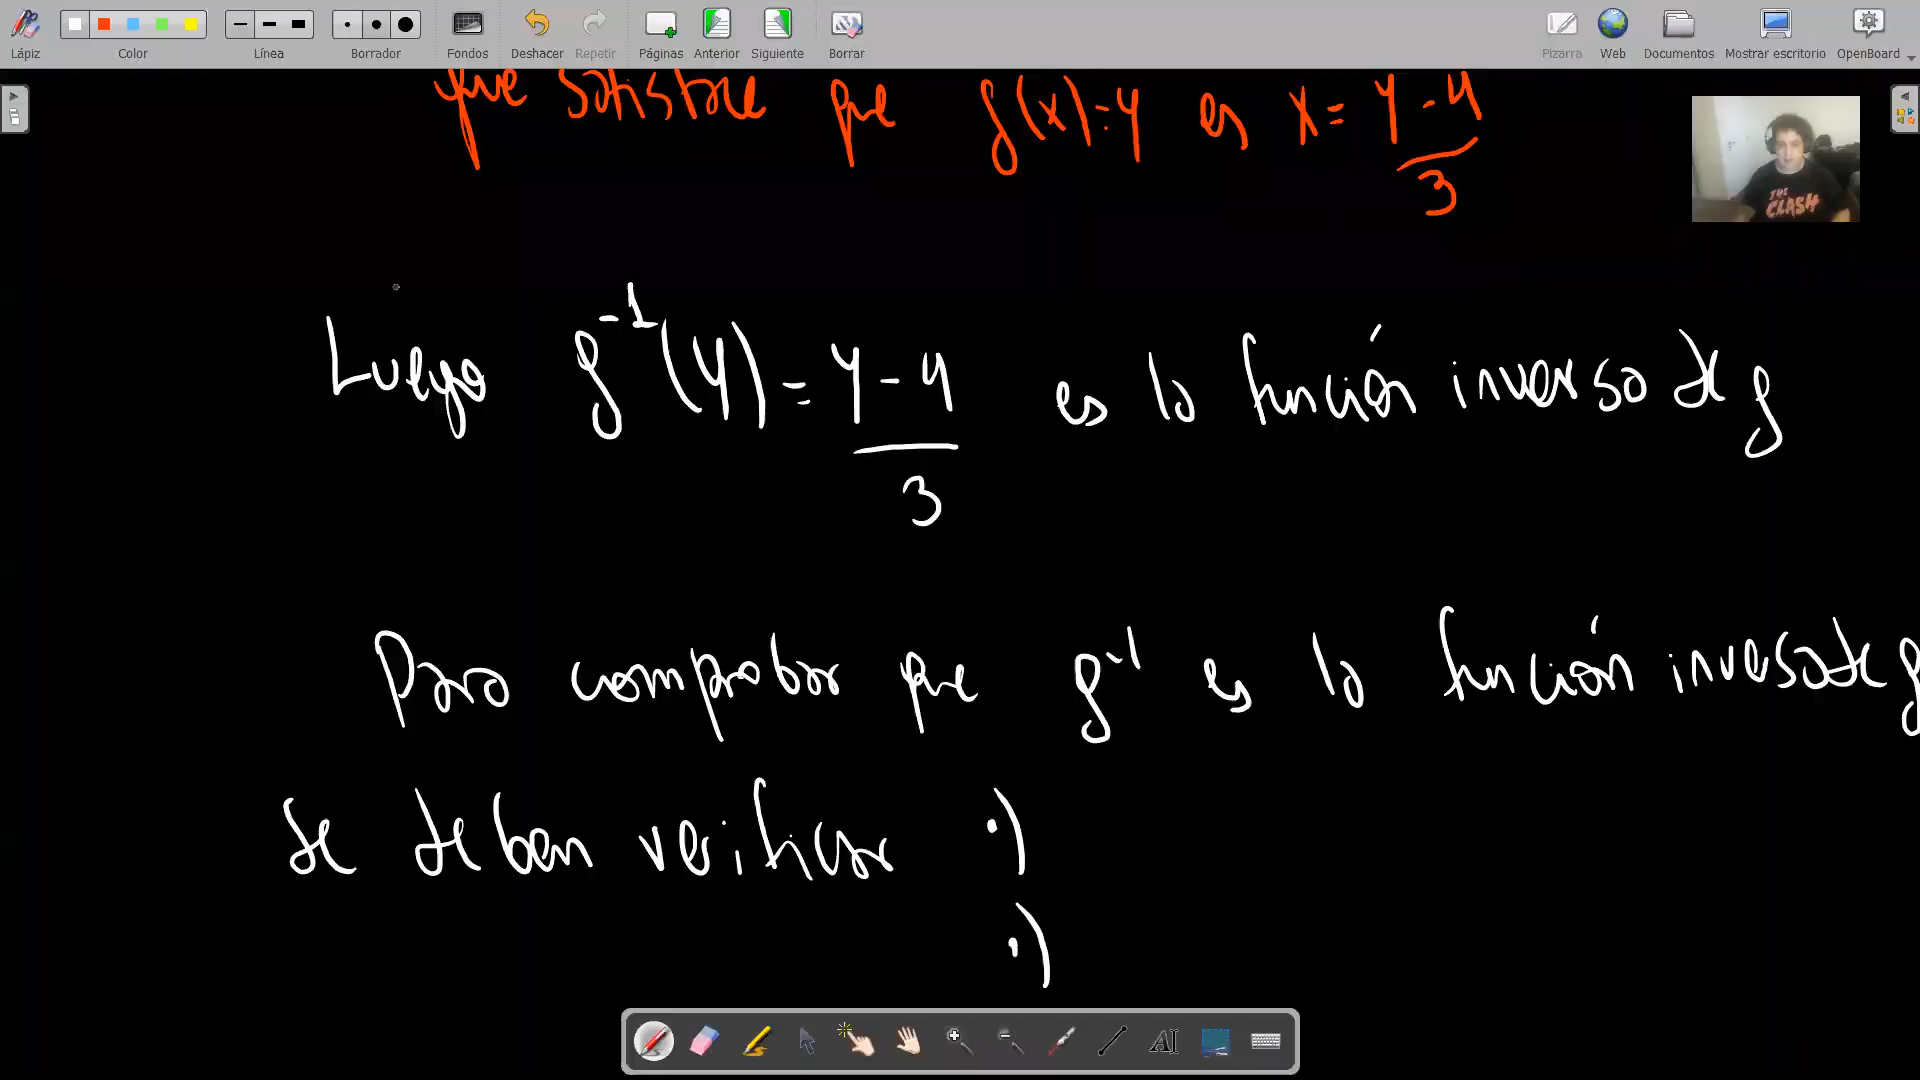 Lápiz Color Línea Borrador Fondos Deshacer Repetir Páginas Anterior Siguiente Borrar Pizarra Web Documentos Mostrar escritorio OpenBoard
que satisface que f(x)=y es x = y-4
3
THE CLASH
Luego f^-1(y) = y-4 es la función inversa de f
3
Para comprobar que f^-1 es la función inversa de f
se deben verificar ·)
·)
AI